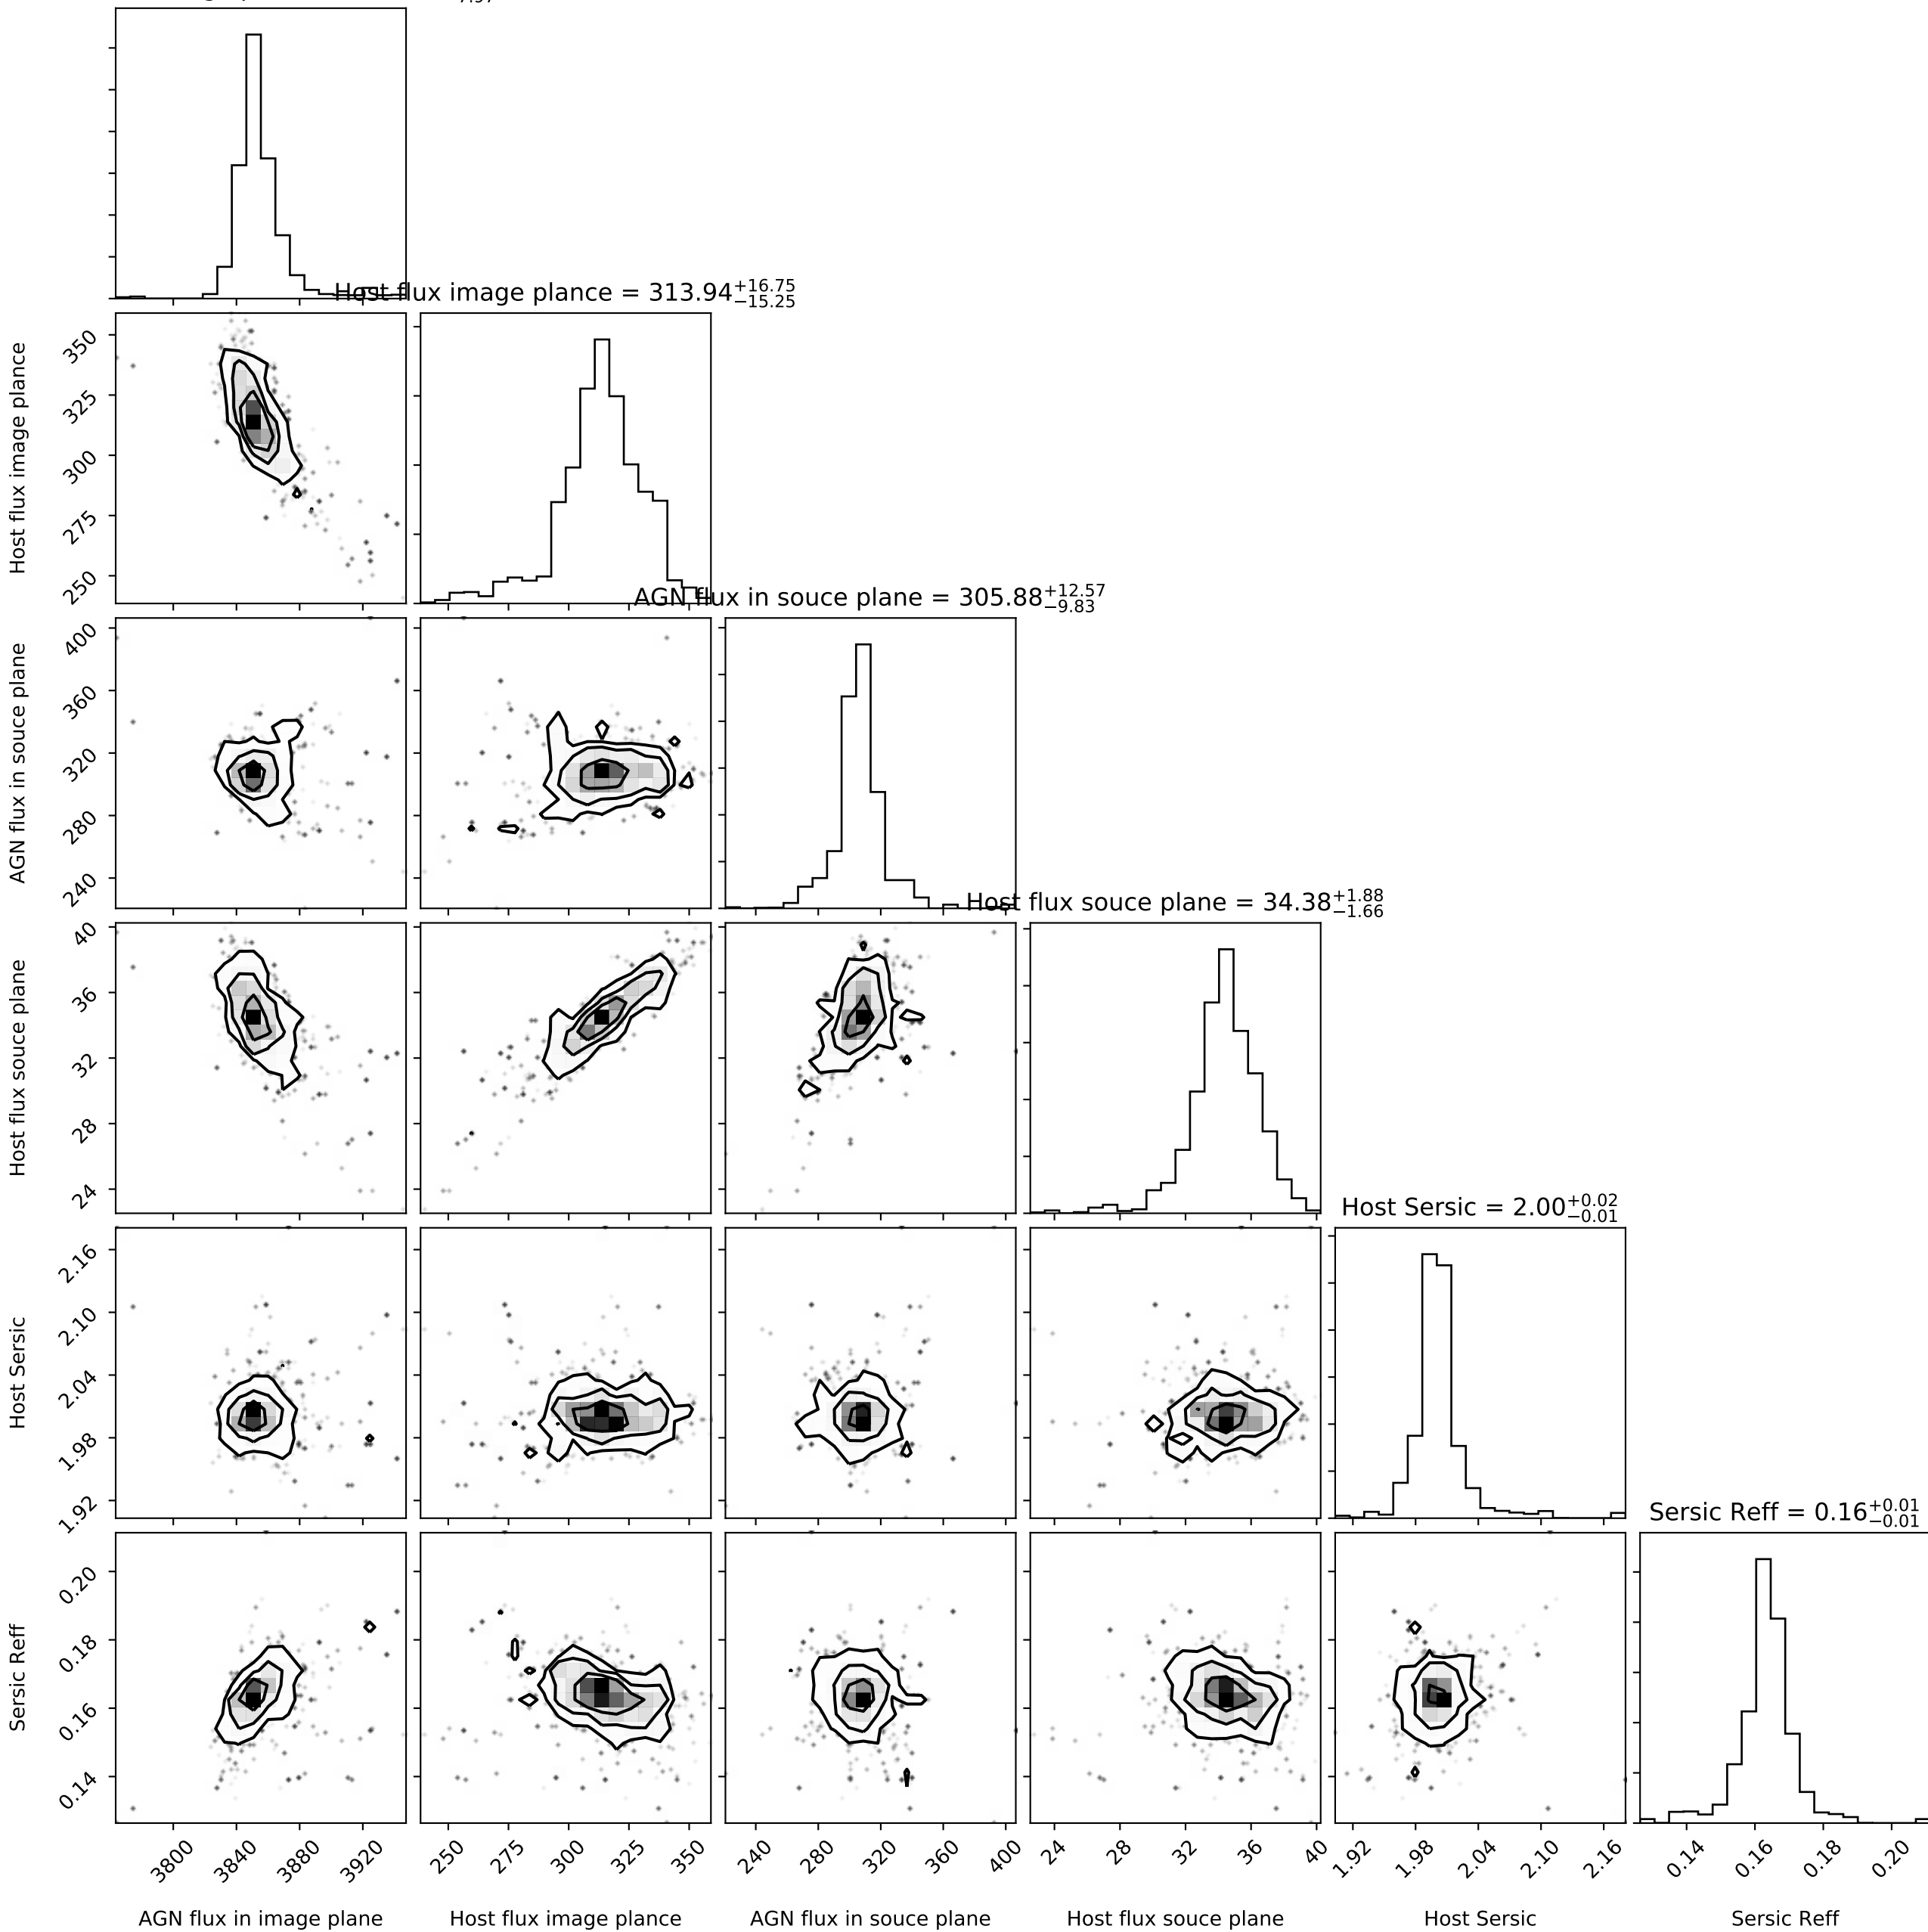 Host flux image plance = 313.94+16.75−15.25
AGN flux in souce plane = 305.88+12.57−9.83
Host flux souce plane = 34.38+1.88−1.66
Host Sersic = 2.00+0.02−0.01
Sersic Reff = 0.16+0.01−0.01
Host flux image plance
350
325
300
275
250
AGN flux in souce plane
400
360
320
280
240
Host flux souce plane
40
36
32
28
24
Host Sersic
2.16
2.10
2.04
1.98
1.92
Sersic Reff
0.20
0.18
0.16
0.14
3800 3840 3880 3920
250 275 300 325 350
240 280 320 360 400
24 28 32 36 40
1.92 1.98 2.04 2.10 2.16
0.14 0.16 0.18 0.20
AGN flux in image plane
Host flux image plance
AGN flux in souce plane
Host flux souce plane
Host Sersic
Sersic Reff